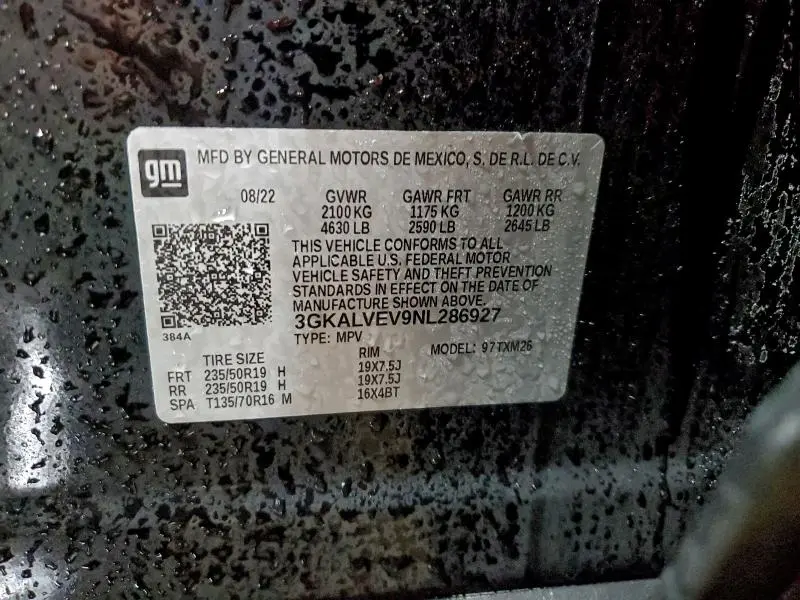 gm
MFD BY GENERAL MOTORS DE MEXICO, S. DE R.L. DE C.V.
08/22 GVWR GAWR FRT GAWR RR
2100 KG 1175 KG 1200 KG
4630 LB 2590 LB 2645 LB
THIS VEHICLE CONFORMS TO ALL
APPLICABLE U.S. FEDERAL MOTOR
VEHICLE SAFETY AND THEFT PREVENTION
STANDARDS IN EFFECT ON THE DATE OF
MANUFACTURE SHOWN ABOVE.
3GKALVEV9NL286927
384A
TYPE: MPV MODEL: 97TXM26
TIRE SIZE RIM
FRT 235/50R19 H 19X7.5J
RR 235/50R19 H 19X7.5J
SPA T135/70R16 M 16X4BT